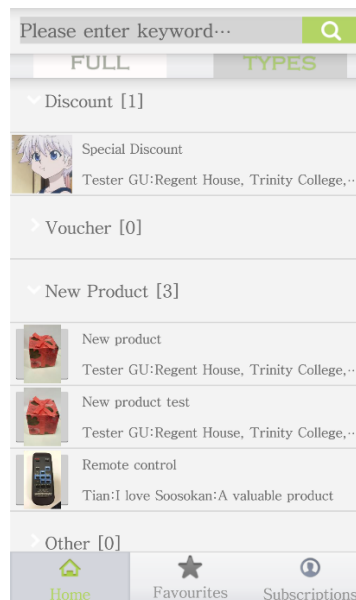 Please enter keyword…
FULL
TYPES
Discount [1]
Special Discount
Tester GU:Regent House, Trinity College,…
Voucher [0]
New Product [3]
New product
Tester GU:Regent House, Trinity College,…
New product test
Tester GU:Regent House, Trinity College,…
Remote control
Tian:I love Soosokan:A valuable product
Other [0]
Home
Favourites
Subscriptions